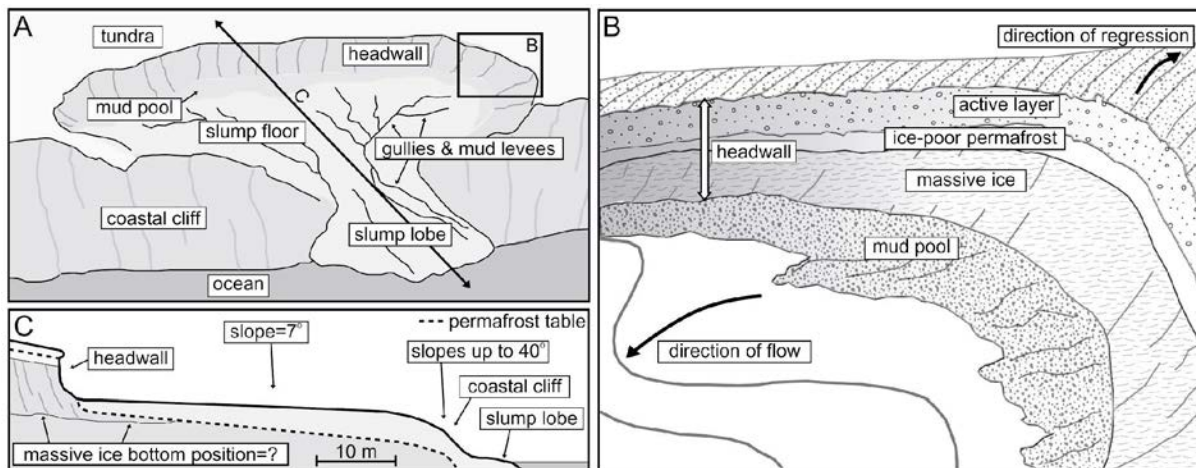 A
tundra
headwall
B
mud pool
C
slump floor
gullies & mud levees
coastal cliff
slump lobe
ocean
C
slope=7°
permafrost table
headwall
slopes up to 40°
coastal cliff
slump lobe
massive ice bottom position=?
10 m
B
direction of regression
active layer
ice-poor permafrost
headwall
massive ice
mud pool
direction of flow